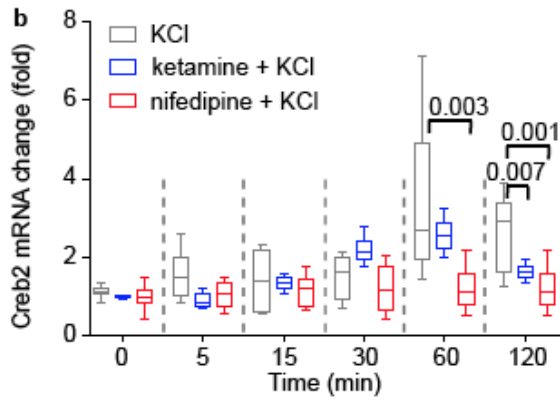 b
Creb2 mRNA change (fold)
8
6
4
2
0
KCl
ketamine + KCl
nifedipine + KCl
0.003
0.001
0.007
0 5 15 30 60 120
Time (min)